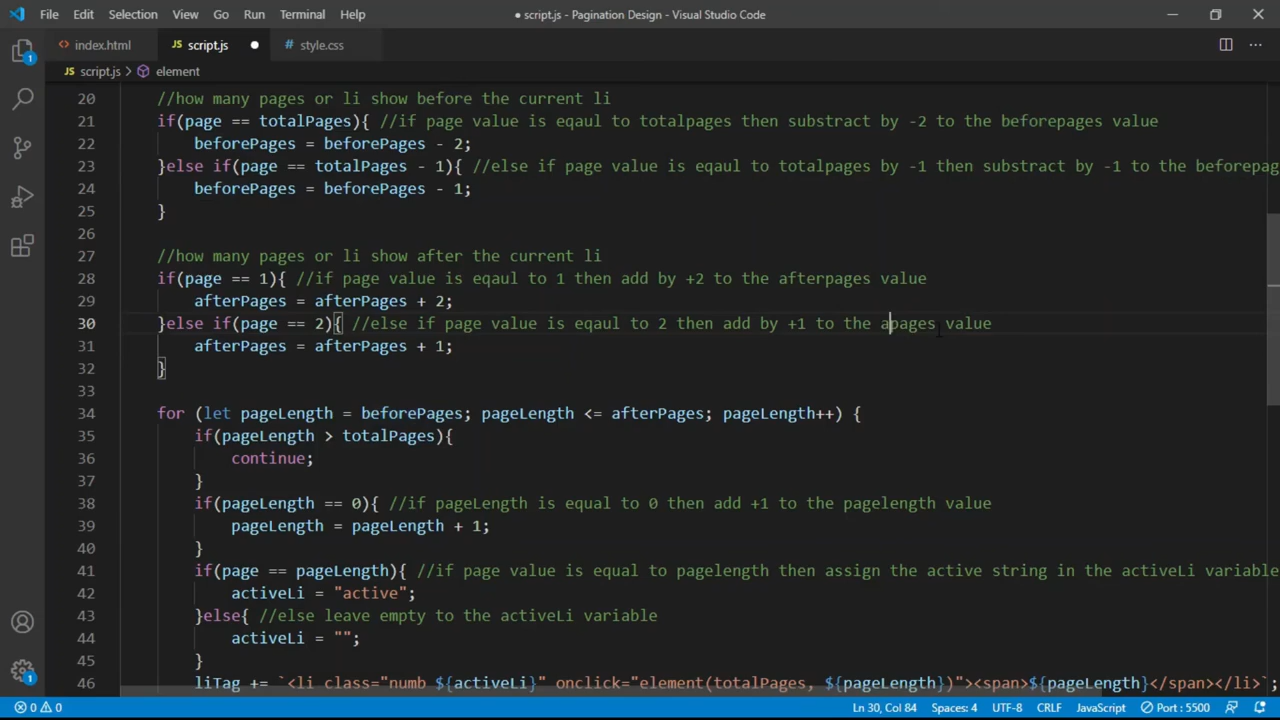 File Edit Selection View Go Run Terminal Help ● script.js - Pagination Design - Visual Studio Code
index.html JS script.js # style.css
JS script.js > element
20 //how many pages or li show before the current li
21 if(page == totalPages){ //if page value is eqaul to totalpages then substract by -2 to the beforepages value
22 beforePages = beforePages - 2;
23 }else if(page == totalPages - 1){ //else if page value is eqaul to totalpages by -1 then substract by -1 to the beforepag
24 beforePages = beforePages - 1;
25 }
26
27 //how many pages or li show after the current li
28 if(page == 1){ //if page value is eqaul to 1 then add by +2 to the afterpages value
29 afterPages = afterPages + 2;
30 }else if(page == 2){ //else if page value is eqaul to 2 then add by +1 to the apages value
31 afterPages = afterPages + 1;
32 }
33
34 for (let pageLength = beforePages; pageLength <= afterPages; pageLength++) {
35 if(pageLength > totalPages){
36 continue;
37 }
38 if(pageLength == 0){ //if pageLength is equal to 0 then add +1 to the pagelength value
39 pageLength = pageLength + 1;
40 }
41 if(page == pageLength){ //if page value is equal to pagelength then assign the active string in the activeLi variable
42 activeLi = "active";
43 }else{ //else leave empty to the activeLi variable
44 activeLi = "";
45 }
46 liTag += `<li class="numb ${activeLi}" onclick="element(totalPages, ${pageLength})"><span>${pageLength}</span></li>`;
0 0 Ln 30, Col 84 Spaces: 4 UTF-8 CRLF JavaScript Port : 5500